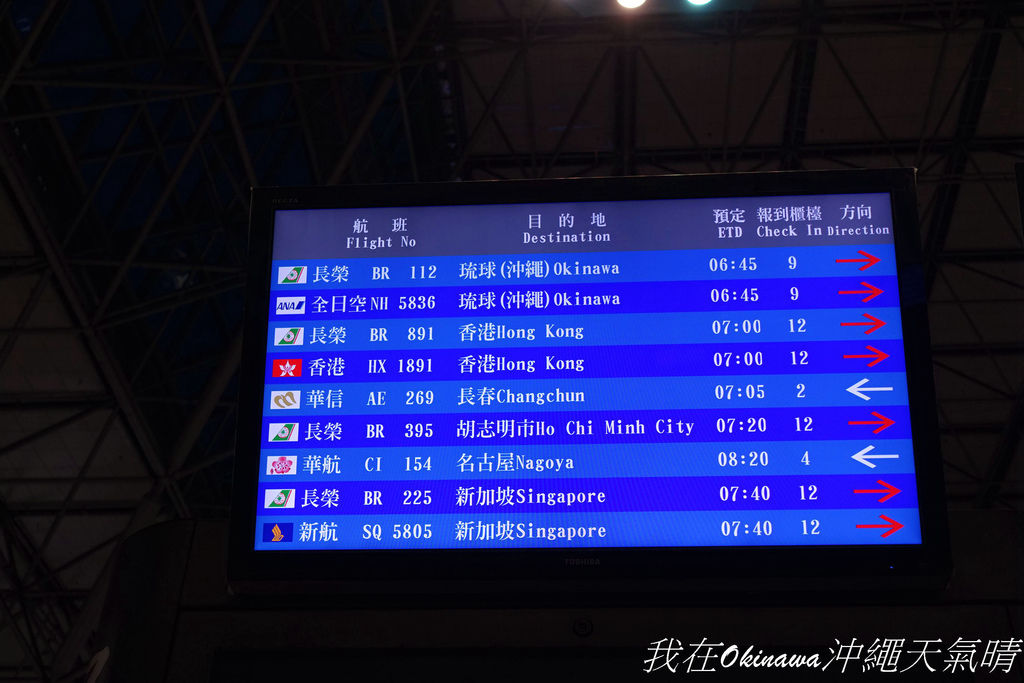 航 班 目 的 地 預定 報到櫃檯 方向
Flight No Destination ETD Check In Direction
長榮 BR 112 琉球(沖繩)Okinawa 06:45 9
ANA 全日空 NH 5836 琉球(沖繩)Okinawa 06:45 9
長榮 BR 891 香港Hong Kong 07:00 12
香港 HX 1891 香港Hong Kong 07:00 12
華信 AE 269 長春Changchun 07:05 2
長榮 BR 395 胡志明市Ho Chi Minh City 07:20 12
華航 CI 154 名古屋Nagoya 08:20 4
長榮 BR 225 新加坡Singapore 07:40 12
新航 SQ 5805 新加坡Singapore 07:40 12
TOSHIBA
我在Okinawa沖繩天氣晴